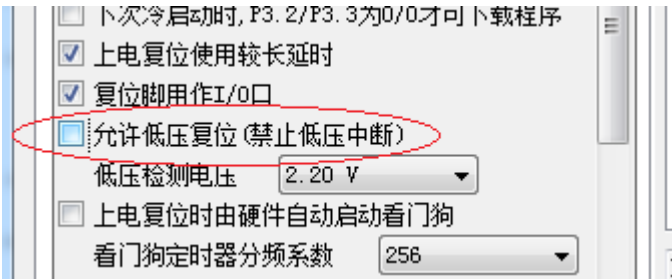 下次冷启动时,P3.2/P3.3为0/0才可下载程序
上电复位使用较长延时
复位脚用作I/O口
允许低压复位(禁止低压中断)
低压检测电压 2.20 V
上电复位时由硬件自动启动看门狗
看门狗定时器分频系数 256